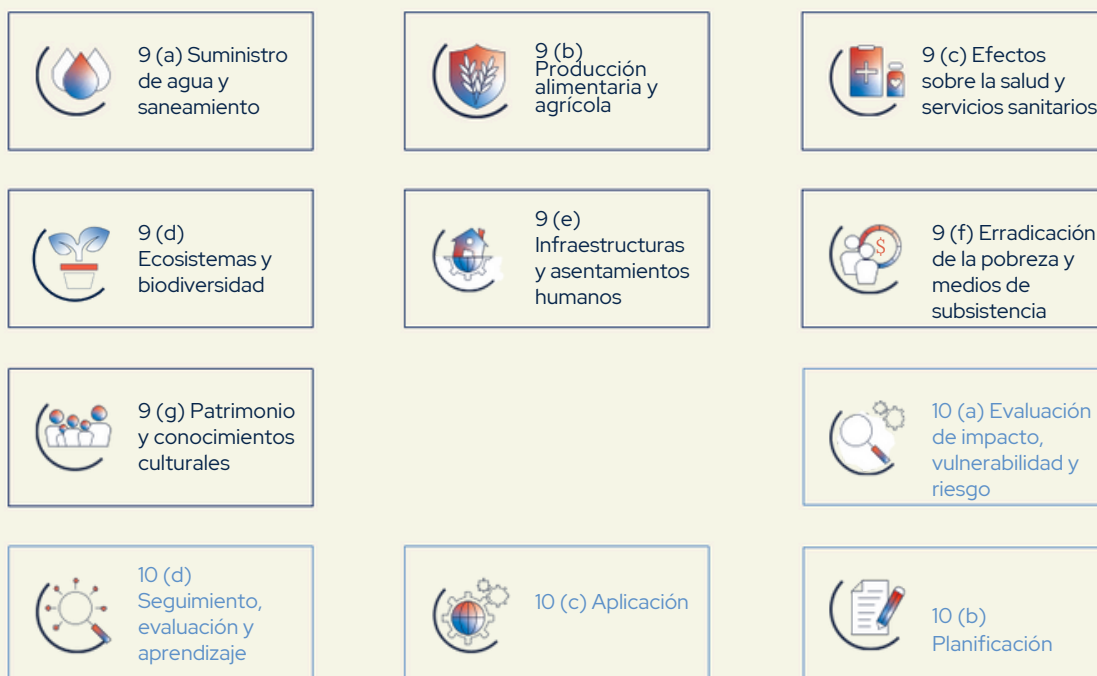 9 (a) Suministro
de agua y
saneamiento
9 (b)
Producción
alimentaria y
agrícola
9 (c) Efectos
sobre la salud y
servicios sanitarios
9 (d)
Ecosistemas y
biodiversidad
9 (e)
Infraestructuras
y asentamientos
humanos
9 (f) Erradicación
de la pobreza y
medios de
subsistencia
9 (g) Patrimonio
y conocimientos
culturales
10 (a) Evaluación
de impacto,
vulnerabilidad y
riesgo
10 (d)
Seguimiento,
evaluación y
aprendizaje
10 (c) Aplicación
10 (b)
Planificación